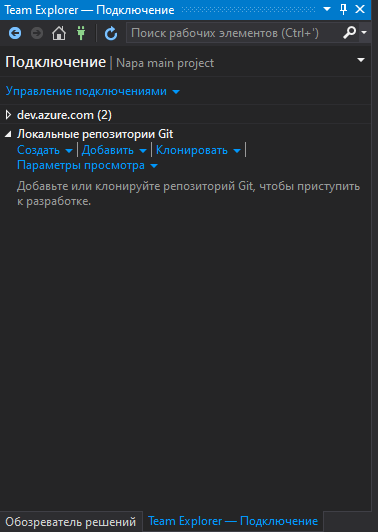 Team Explorer — Подключение
Поиск рабочих элементов (Ctrl+')
Подключение | Napa main project
Управление подключениями
dev.azure.com (2)
Локальные репозитории Git
Создать | Добавить | Клонировать |
Параметры просмотра
Добавьте или клонируйте репозиторий Git, чтобы приступить
к разработке.
Обозреватель решений Team Explorer — Подключение